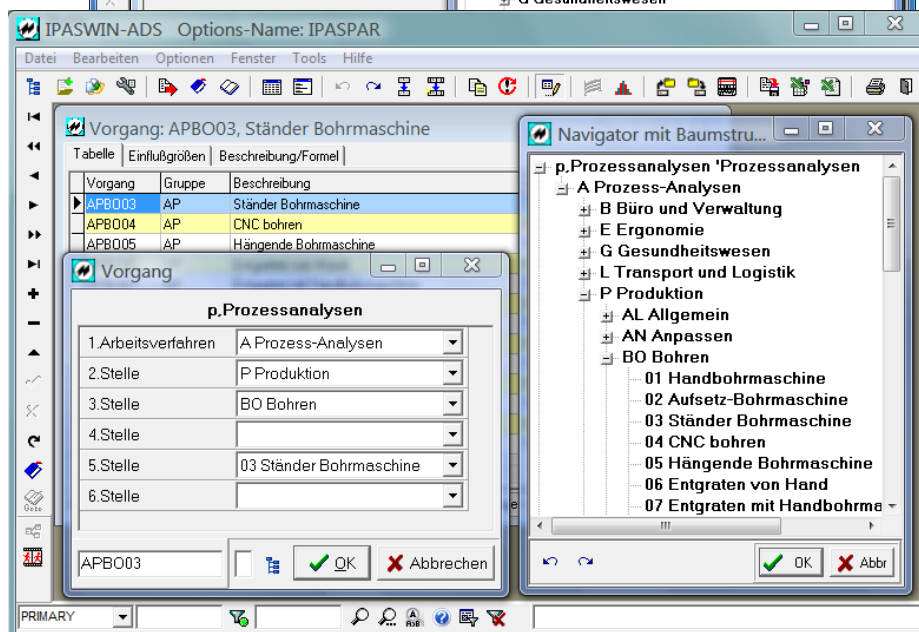 G Gesundheitswesen
IPASWIN-ADS Options-Name: IPASPAR
Datei Bearbeiten Optionen Fenster Tools Hilfe
Vorgang: APBO03, Ständer Bohrmaschine
Tabelle Einflußgrößen Beschreibung/Formel
Vorgang Gruppe Beschreibung
APBO03 AP Ständer Bohrmaschine
APBO04 AP CNC bohren
APBO05 AP Hängende Bohrmaschine
Vorgang
p,Prozessanalysen
1.Arbeitsverfahren A Prozess-Analysen
2.Stelle P Produktion
3.Stelle BO Bohren
4.Stelle
5.Stelle 03 Ständer Bohrmaschine
6.Stelle
APBO03 OK Abbrechen
Navigator mit Baumstru...
p,Prozessanalysen 'Prozessanalysen
A Prozess-Analysen
B Büro und Verwaltung
E Ergonomie
G Gesundheitswesen
L Transport und Logistik
P Produktion
AL Allgemein
AN Anpassen
BO Bohren
01 Handbohrmaschine
02 Aufsetz-Bohrmaschine
03 Ständer Bohrmaschine
04 CNC bohren
05 Hängende Bohrmaschine
06 Entgraten von Hand
07 Entgraten mit Handbohrma
OK Abbr
PRIMARY